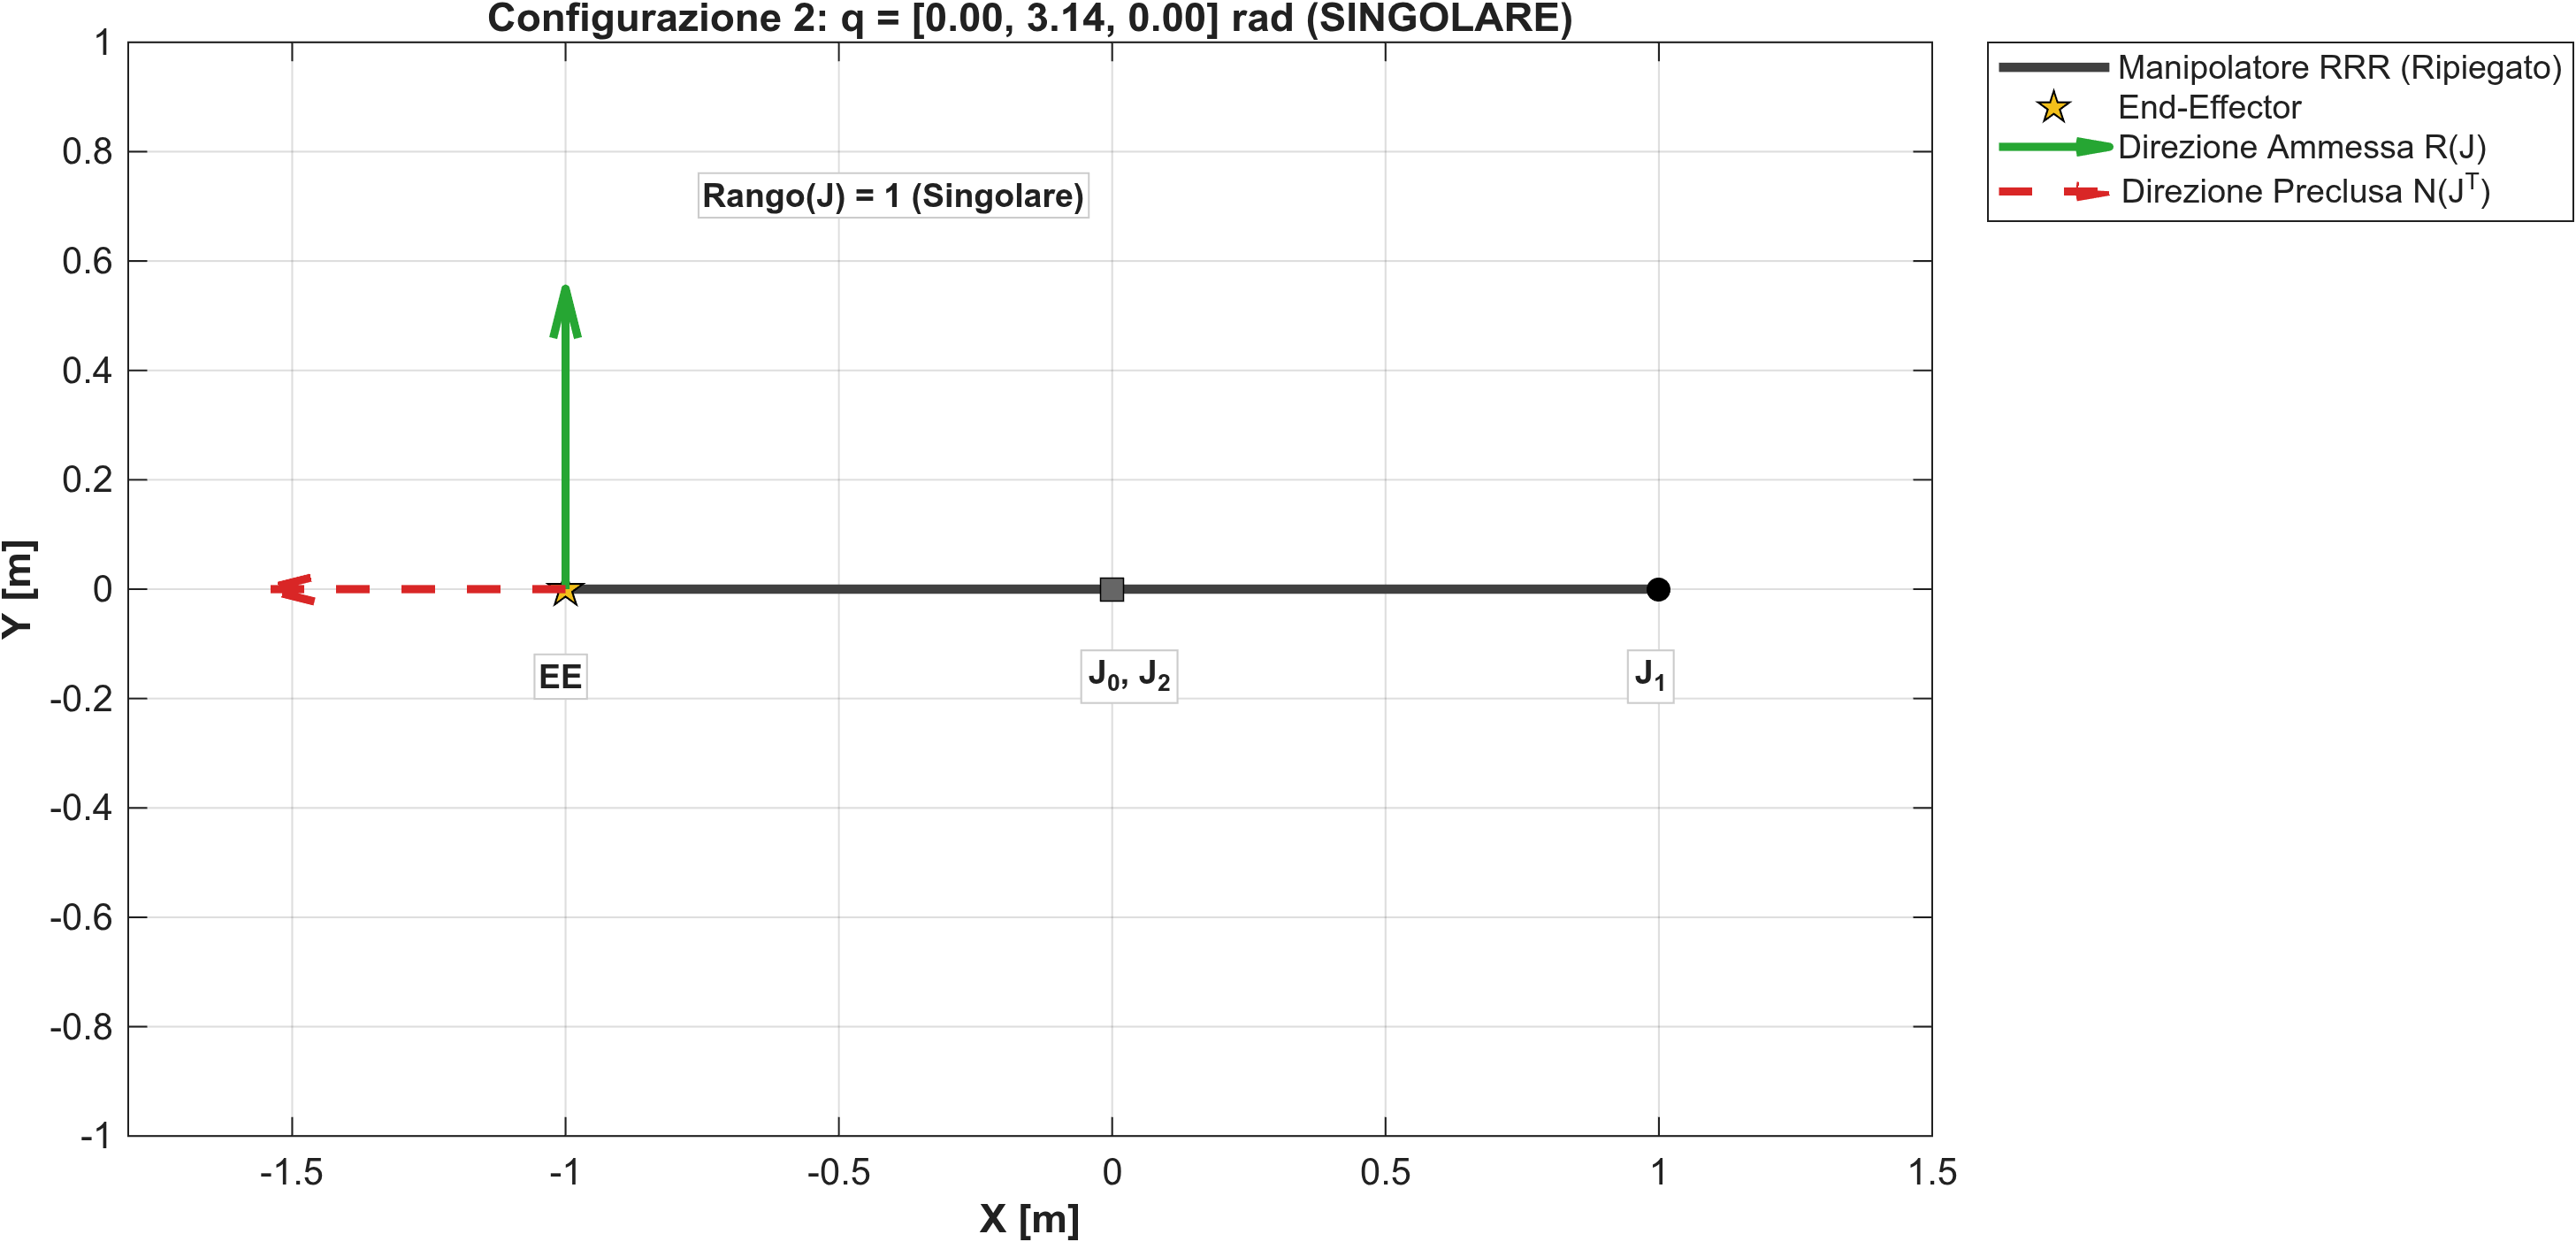 Configurazione 2: q = [0.00, 3.14, 0.00] rad (SINGOLARE)
Manipolatore RRR (Ripiegato)
End-Effector
Direzione Ammessa R(J)
Direzione Preclusa N(Jᵀ)
Rango(J) = 1 (Singolare)
1
0.8
0.6
0.4
0.2
0
-0.2
-0.4
-0.6
-0.8
-1
Y [m]
EE
J₀, J₂
J₁
-1.5
-1
-0.5
0
0.5
1
1.5
X [m]